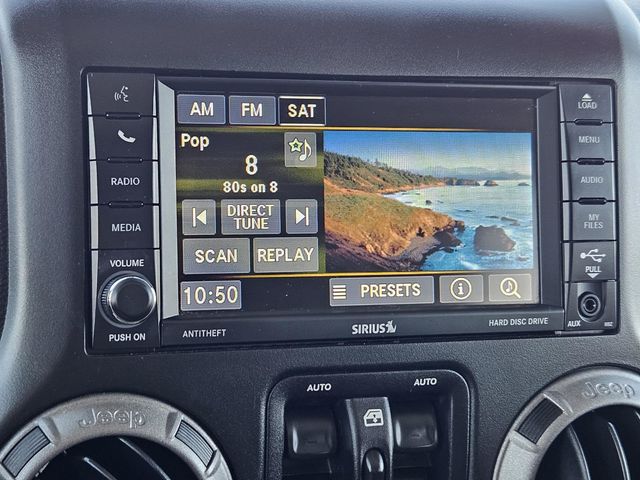 AM FM SAT
LOAD
Pop
MENU
8
80s on 8
RADIO
AUDIO
DIRECT
TUNE
MEDIA
MY
FILES
SCAN REPLAY
VOLUME
PULL
10:50
PRESETS
PUSH ON
ANTITHEFT
SIRIUS
HARD DISC DRIVE
AUX
AUTO
AUTO
Jeep
Jeep